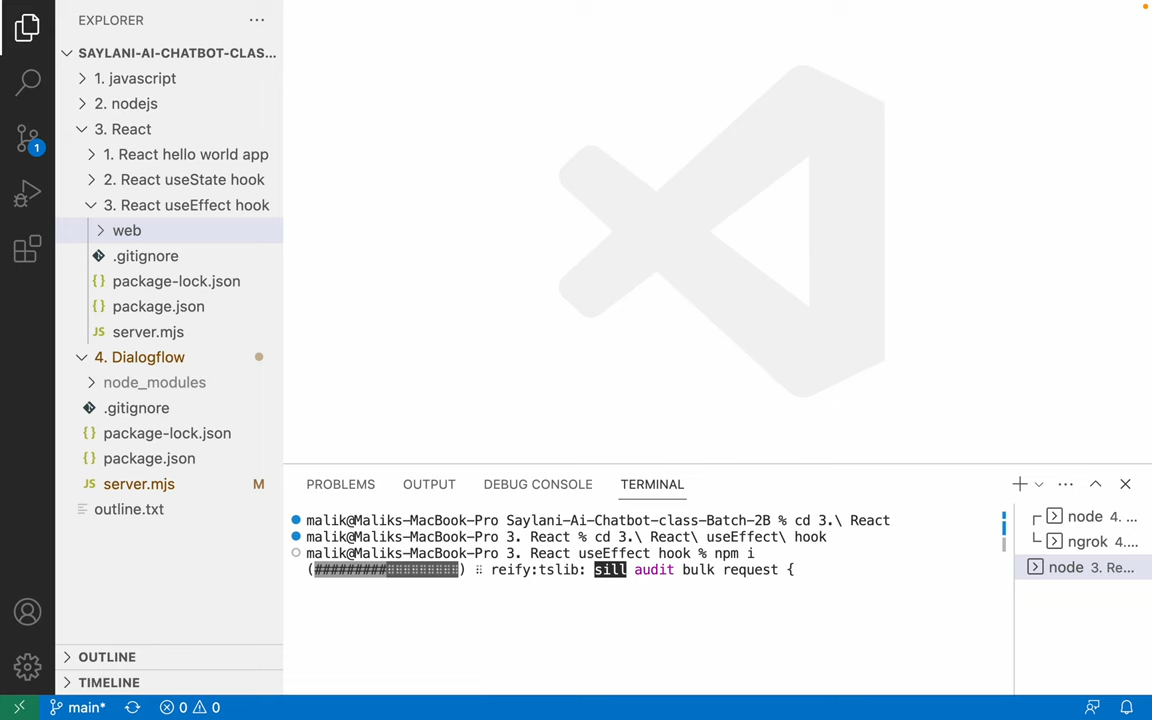 EXPLORER
SAYLANI-AI-CHATBOT-CLAS...
1. javascript
2. nodejs
3. React
1. React hello world app
2. React useState hook
3. React useEffect hook
web
.gitignore
{} package-lock.json
{} package.json
JS server.mjs
4. Dialogflow
node_modules
.gitignore
{} package-lock.json
{} package.json
JS server.mjs M
outline.txt
OUTLINE
TIMELINE
1
PROBLEMS OUTPUT DEBUG CONSOLE TERMINAL
malik@Maliks-MacBook-Pro Saylani-Ai-Chatbot-class-Batch-2B % cd 3.\ React
malik@Maliks-MacBook-Pro 3. React % cd 3.\ React\ useEffect\ hook
malik@Maliks-MacBook-Pro 3. React useEffect hook % npm i
(#########⠂⠂⠂⠂⠂⠂⠂⠂⠂) ⠇ reify:tslib: sill audit bulk request {
node 4. ...
ngrok 4....
node 3. Re...
main* 0 0